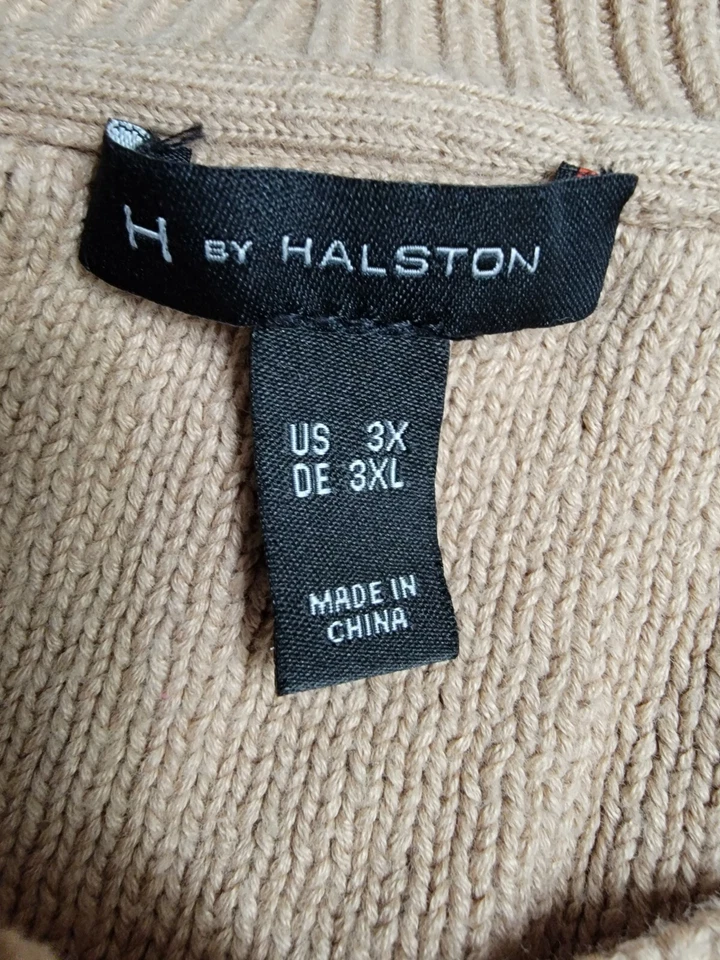 H BY HALSTON
US 3X
DE 3XL
MADE IN
CHINA